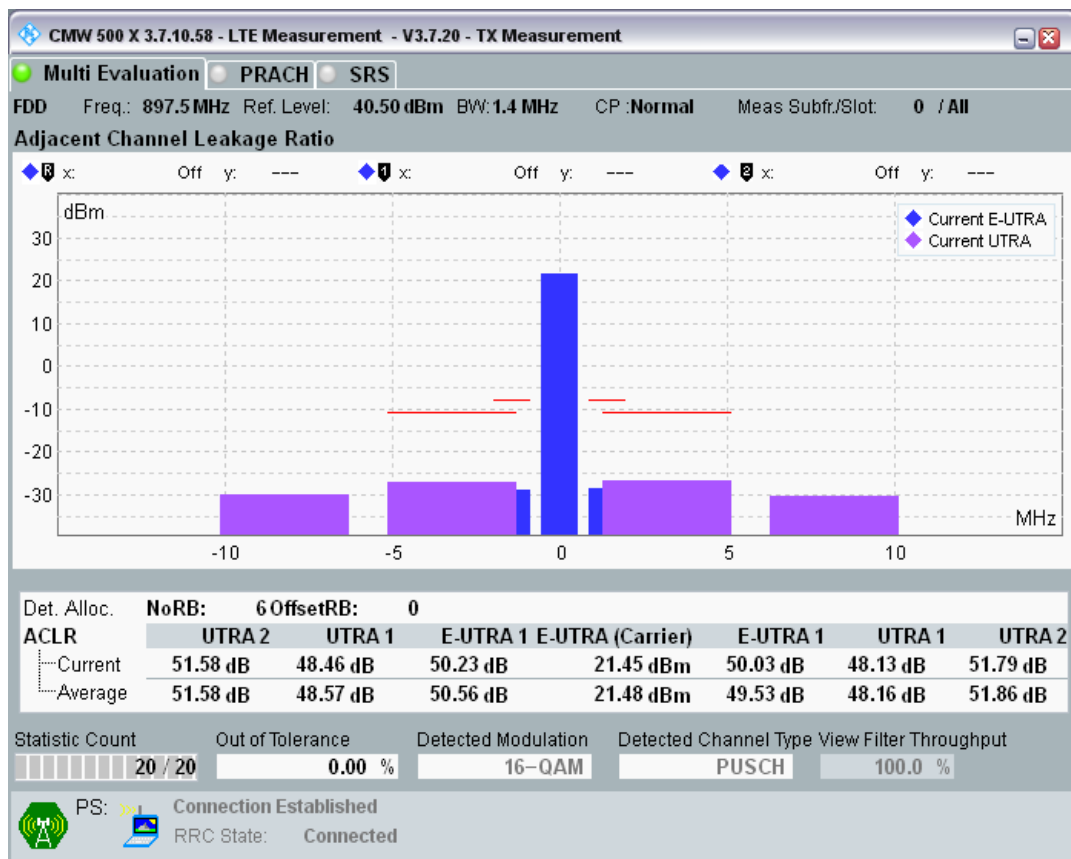 CMW 500 X 3.7.10.58 - LTE Measurement - V3.7.20 - TX Measurement
Multi Evaluation PRACH SRS
FDD Freq.: 897.5 MHz Ref. Level: 40.50 dBm BW: 1.4 MHz CP :Normal Meas Subfr./Slot: 0 / All
Adjacent Channel Leakage Ratio
R x: Off y: --- 1 x: Off y: --- 2 x: Off y: ---
dBm
Current E-UTRA
Current UTRA
30
20
10
0
-10
-20
-30
MHz
-10 -5 0 5 10
Det. Alloc. NoRB: 6 OffsetRB: 0
ACLR UTRA 2 UTRA 1 E-UTRA 1 E-UTRA (Carrier) E-UTRA 1 UTRA 1 UTRA 2
Current 51.58 dB 48.46 dB 50.23 dB 21.45 dBm 50.03 dB 48.13 dB 51.79 dB
Average 51.58 dB 48.57 dB 50.56 dB 21.48 dBm 49.53 dB 48.16 dB 51.86 dB
Statistic Count Out of Tolerance Detected Modulation Detected Channel Type View Filter Throughput
20 / 20 0.00 % 16-QAM PUSCH 100.0 %
PS: Connection Established
RRC State: Connected